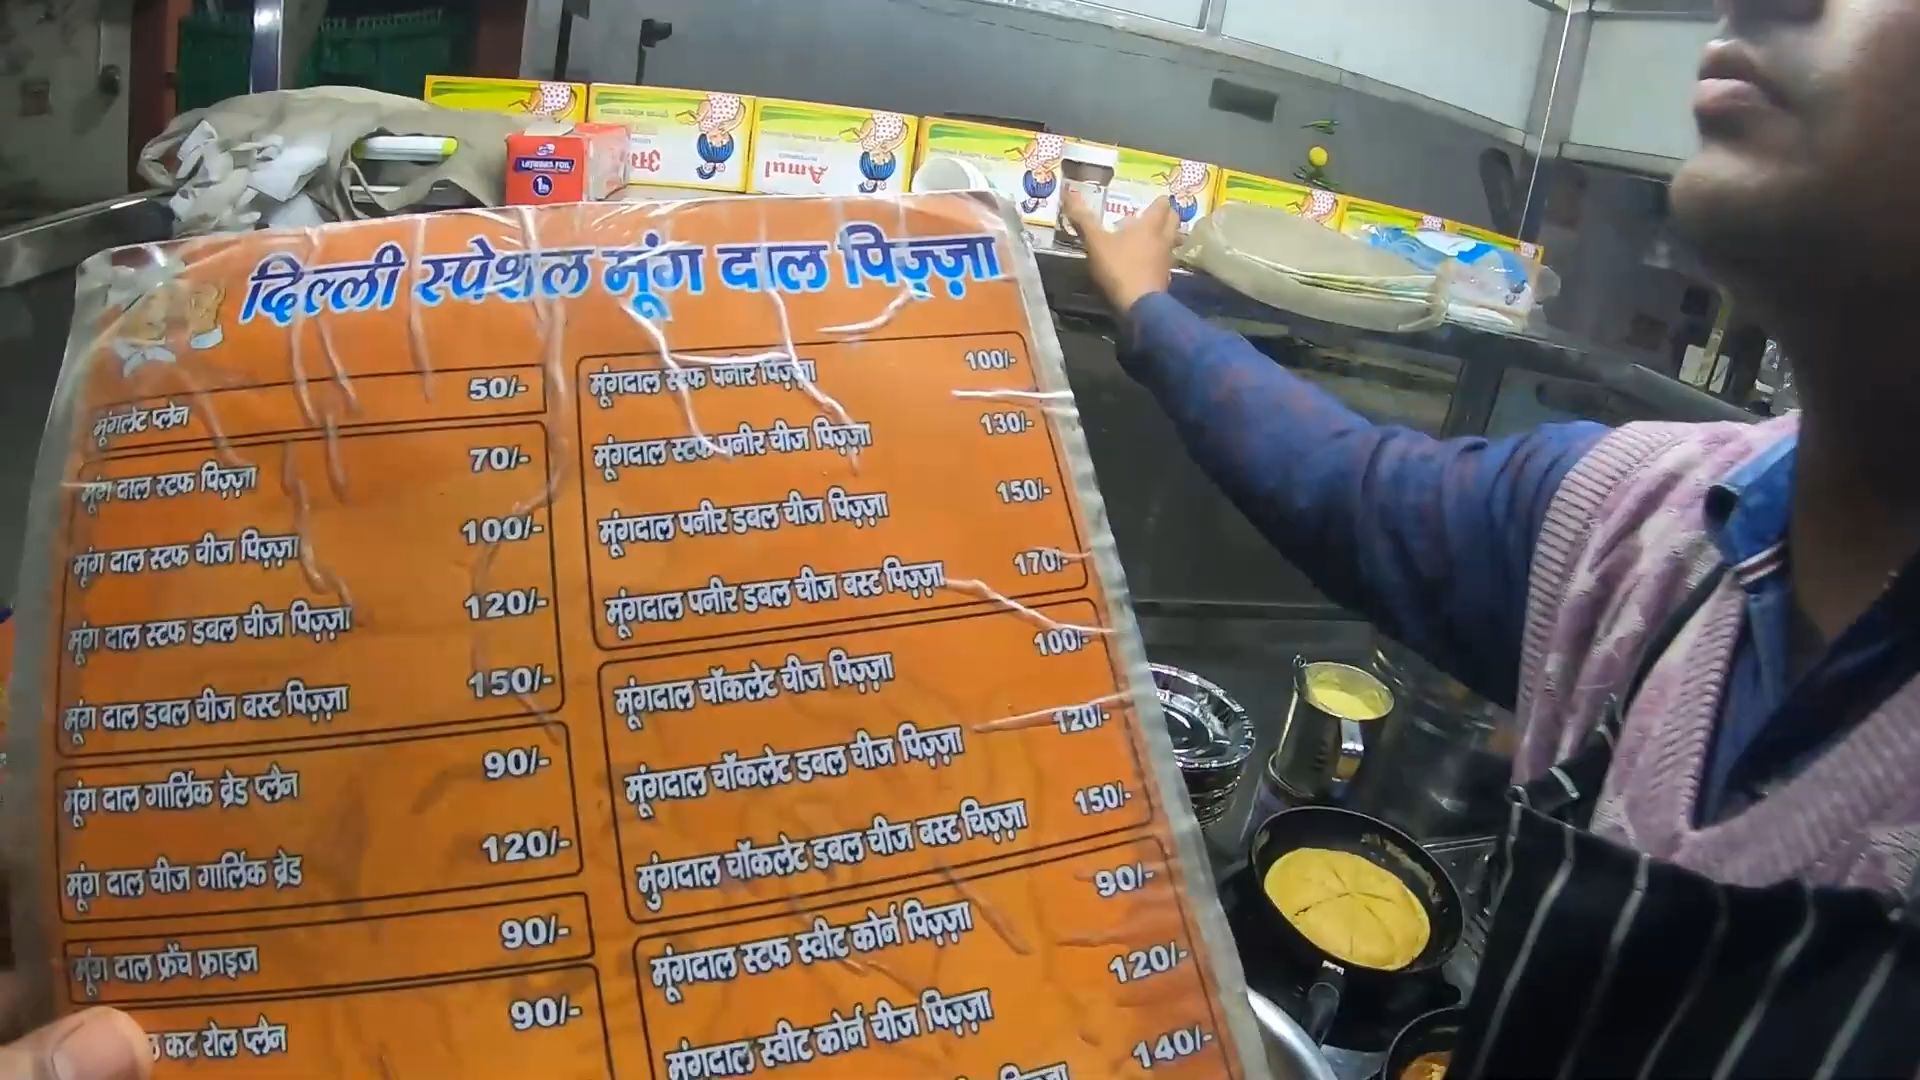 दिल्ली स्पेशल मूंग दाल पिज़्ज़ा
मूंगलेट प्लेन 50/-
मूंग दाल स्टफ पिज़्ज़ा 70/-
मूंग दाल स्टफ चीज पिज़्ज़ा 100/-
मूंग दाल स्टफ डबल चीज पिज़्ज़ा 120/-
मूंग दाल डबल चीज बर्स्ट पिज़्ज़ा 150/-
मूंग दाल गार्लिक ब्रेड प्लेन 90/-
मूंग दाल चीज गार्लिक ब्रेड 120/-
मूंग दाल फ्रेंच फ्राइज 90/-
कट रोल प्लेन 90/-
मूंगदाल स्टफ पनीर पिज़्ज़ा 100/-
मूंगदाल स्टफ पनीर चीज पिज़्ज़ा 130/-
मूंगदाल पनीर डबल चीज पिज़्ज़ा 150/-
मूंगदाल पनीर डबल चीज बस्ट पिज़्ज़ा 170/-
मूंगदाल चॉकलेट चीज पिज़्ज़ा 100/-
मूंगदाल चॉकलेट डबल चीज पिज़्ज़ा 120/-
मुंगदाल चॉकलेट डबल चीज बस्ट चिज़्ज़ा 150/-
मूंगदाल स्टफ स्वीट कोर्न पिज़्ज़ा 90/-
मूंगदाल स्वीट कोर्न चीज पिज़्ज़ा 120/-
140/-
Amul